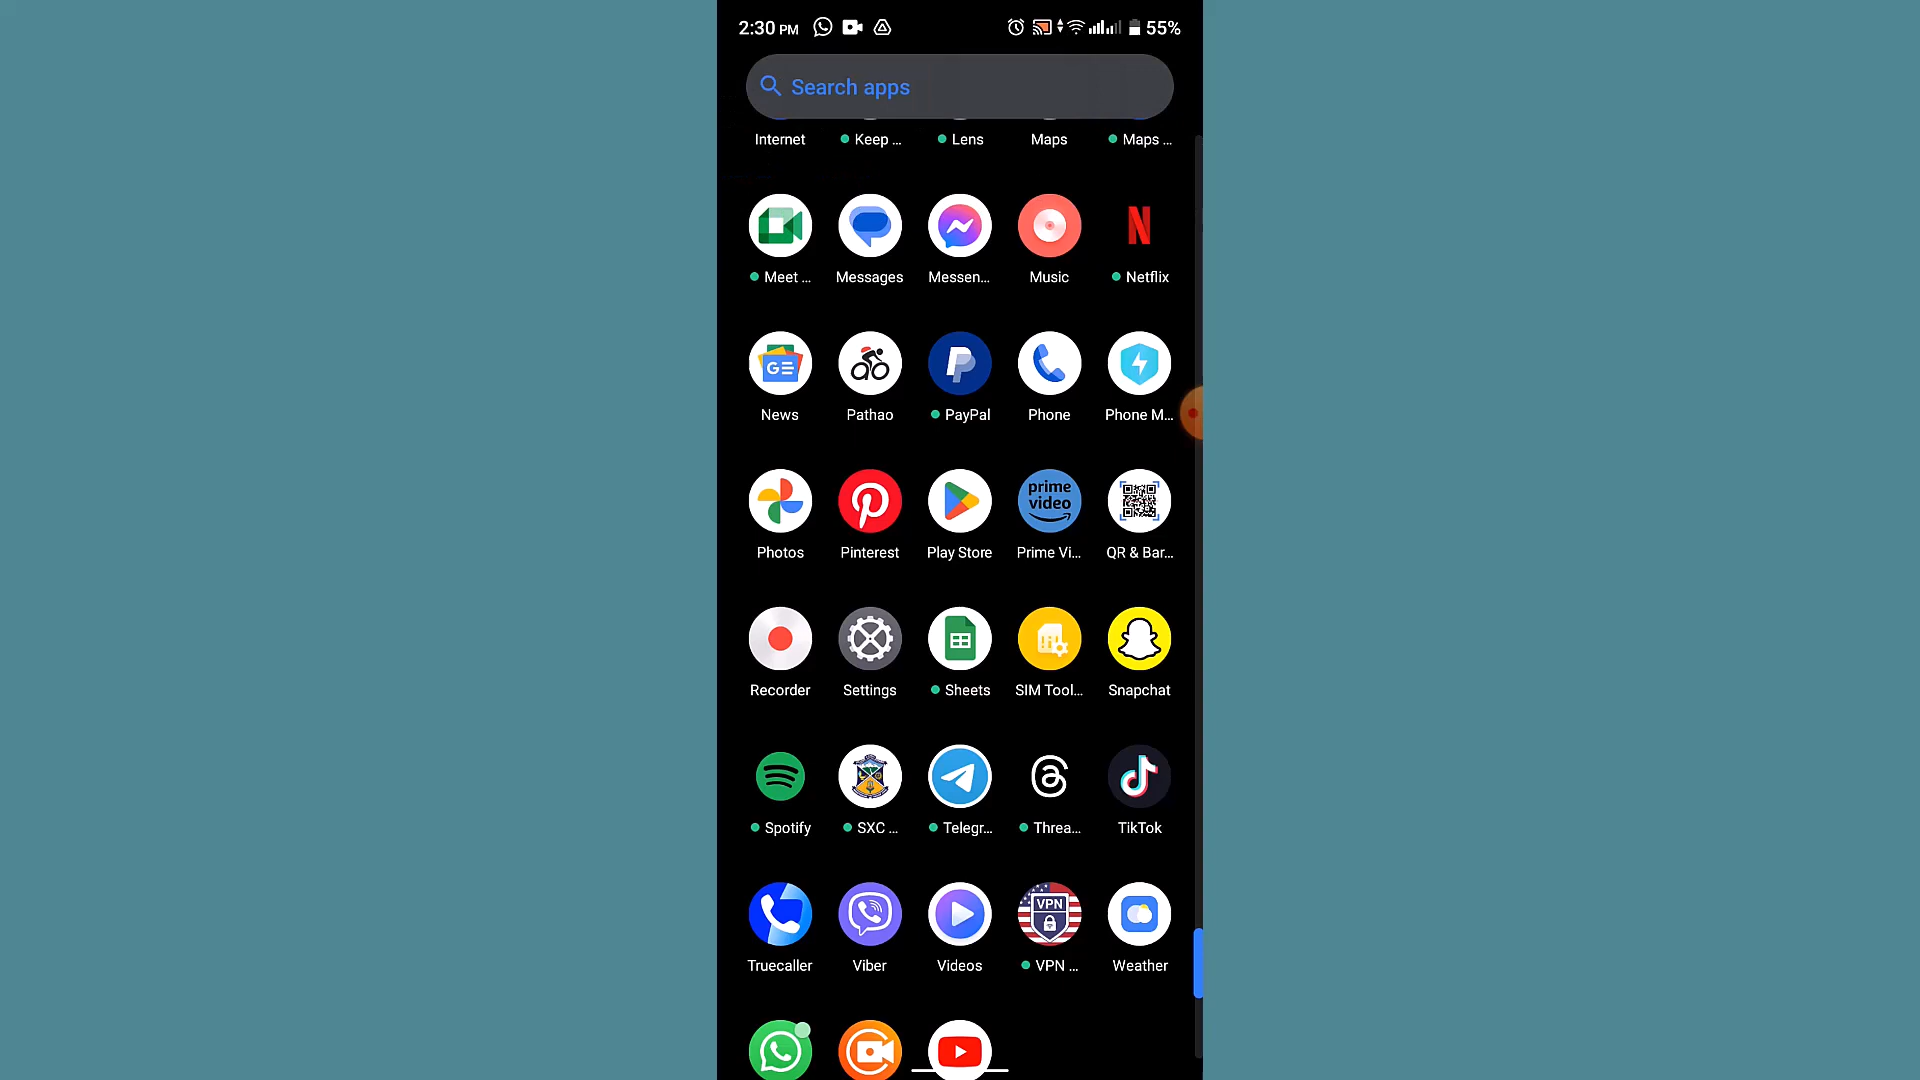 2:30 PM 55%
Search apps
Internet Keep ... Lens Maps Maps ...
Meet ... Messages Messen... Music Netflix
GE
News Pathao PayPal Phone Phone M...
prime
video
Photos Pinterest Play Store Prime Vi... QR & Bar...
Recorder Settings Sheets SIM Tool... Snapchat
Spotify SXC ... Telegr... Threa... TikTok
VPN
Truecaller Viber Videos VPN ... Weather